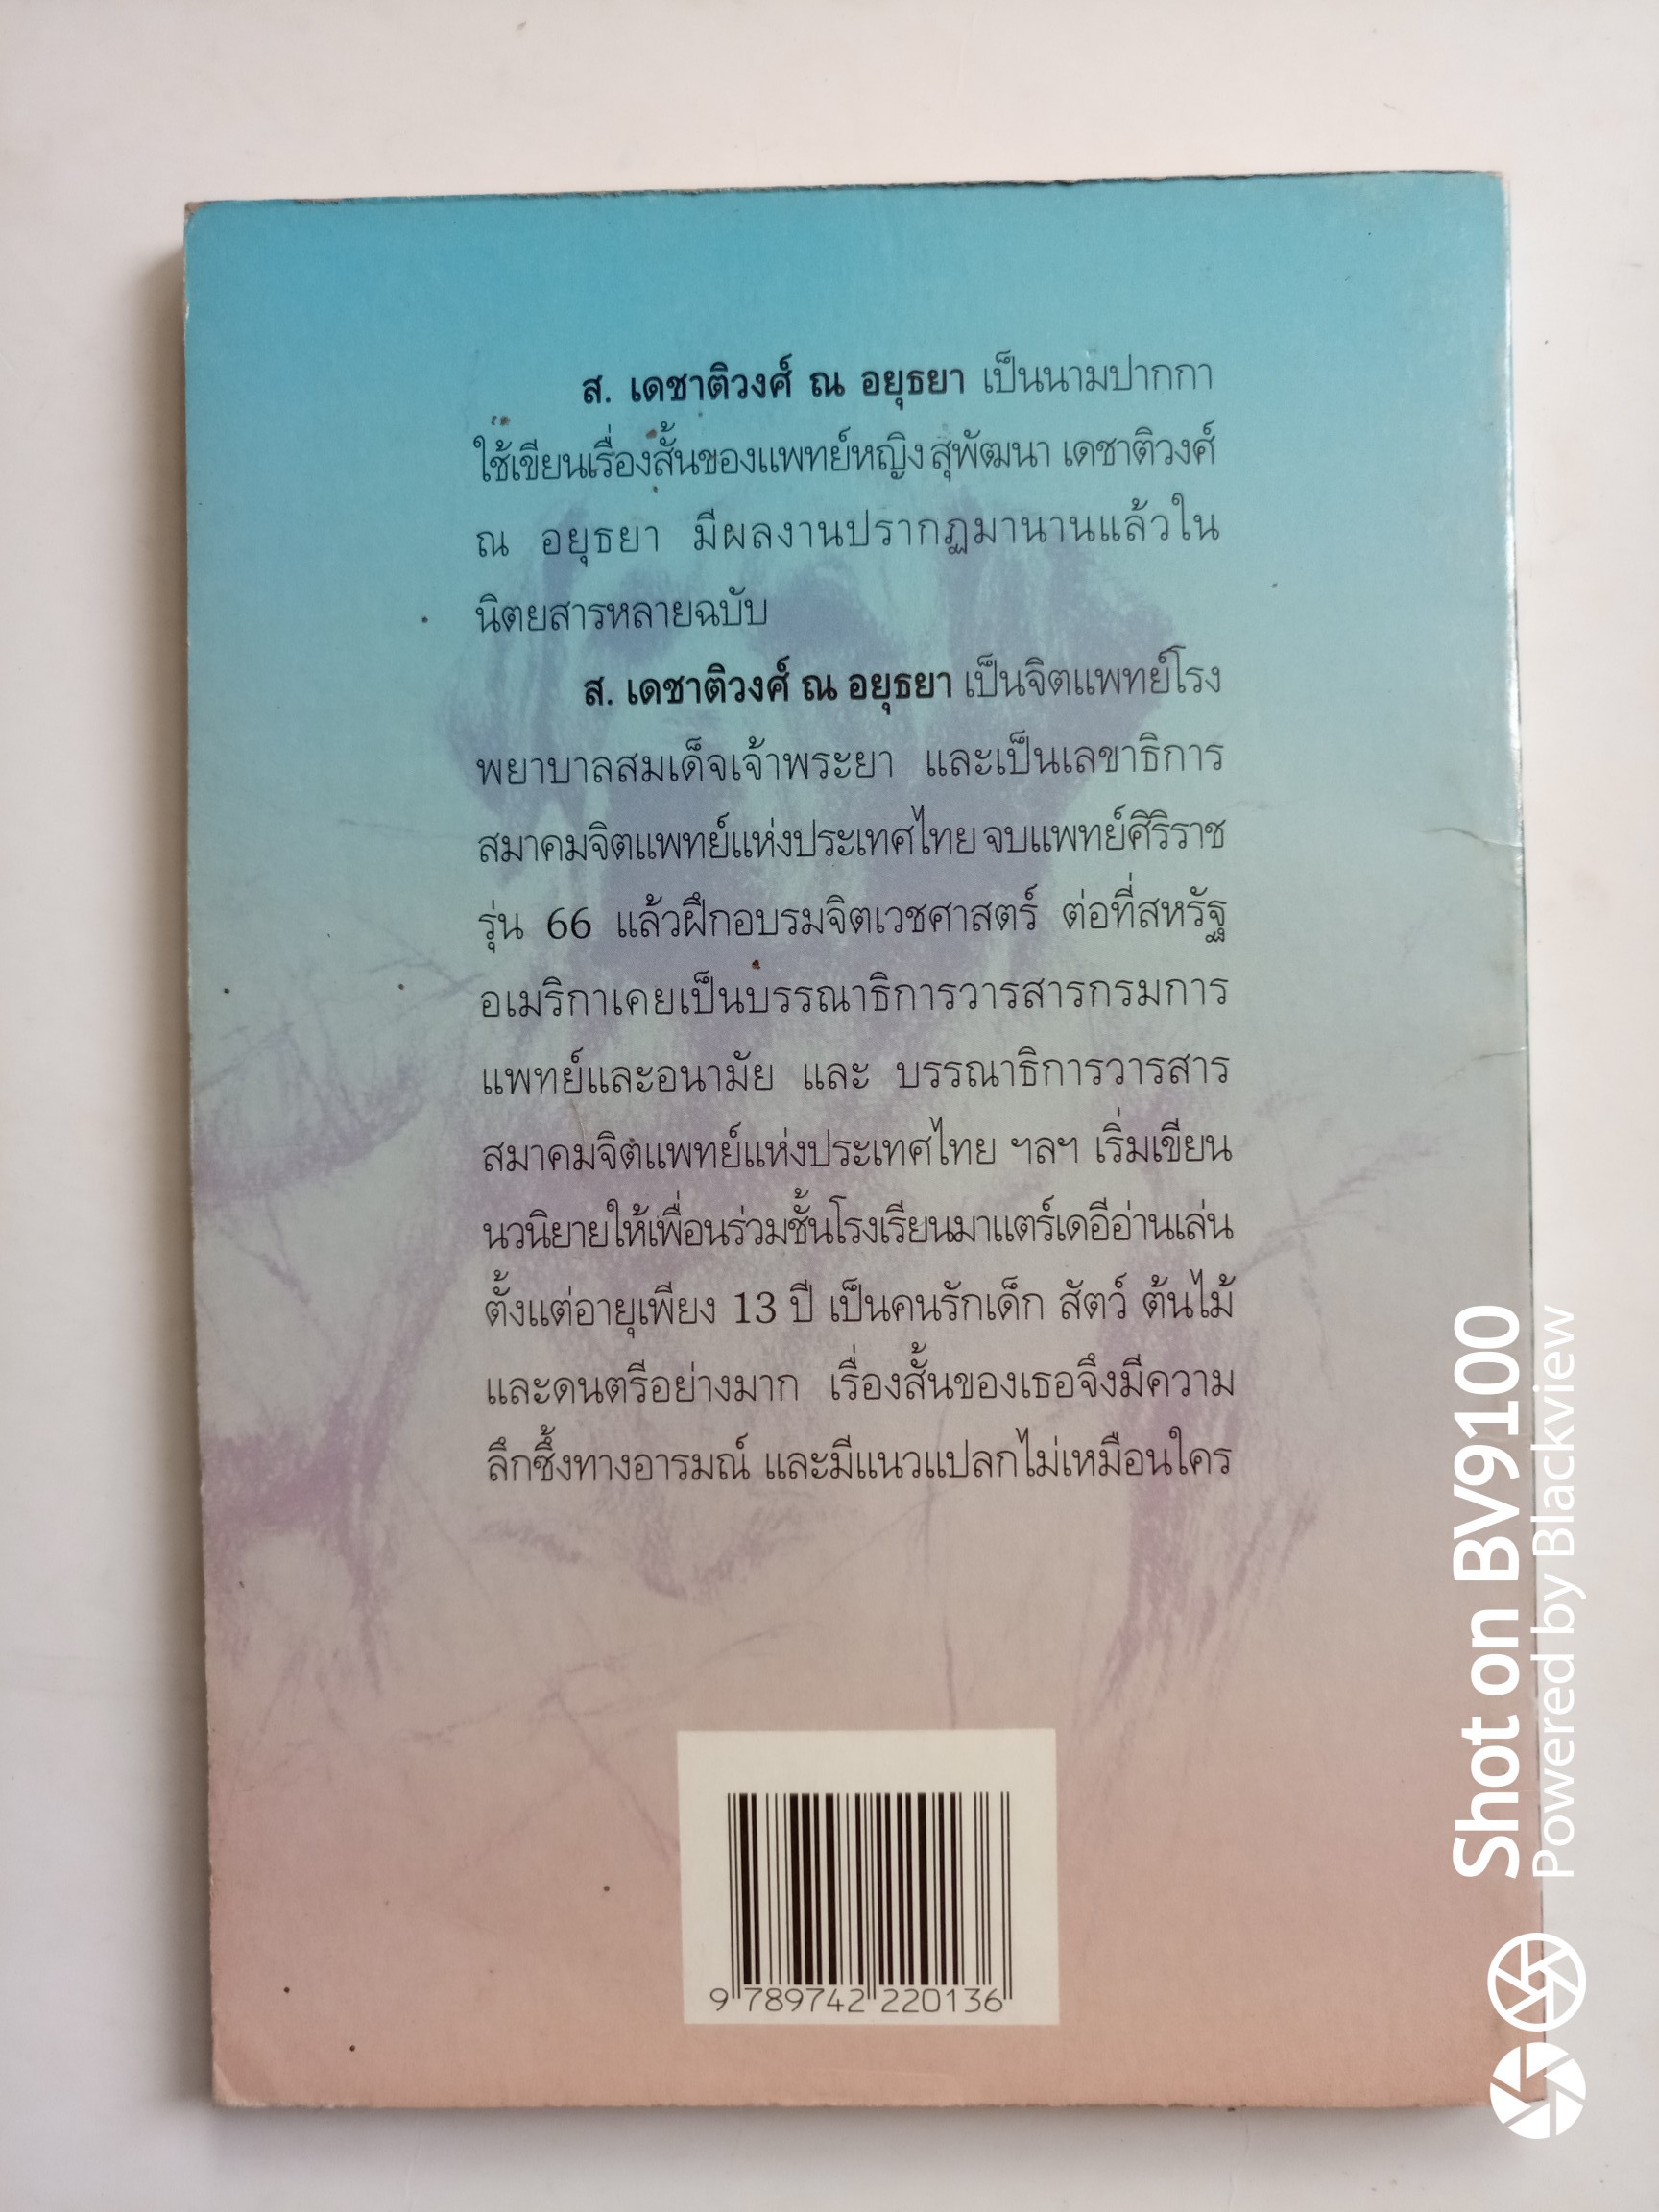 ส. เดชาติวงศ์ ณ อยุธยา เป็นนามปากกา
ใช้เขียนเรื่องสั้นของแพทย์หญิง สุพัฒนา เดชาติวงศ์
ณ อยุธยา มีผลงานปรากฏมานานแล้วใน
นิตยสารหลายฉบับ
ส. เดชาติวงศ์ ณ อยุธยา เป็นจิตแพทย์โรง
พยาบาลสมเด็จเจ้าพระยา และเป็นเลขาธิการ
สมาคมจิตแพทย์แห่งประเทศไทย จบแพทย์ศิริราช
รุ่น 66 แล้วฝึกอบรมจิตเวชศาสตร์ ต่อที่สหรัฐ
อเมริกาเคยเป็นบรรณาธิการวารสารกรมการ
แพทย์และอนามัย และ บรรณาธิการวารสาร
สมาคมจิตแพทย์แห่งประเทศไทย ฯลฯ เริ่มเขียน
นวนิยายให้เพื่อนร่วมชั้นโรงเรียนมาแตร์เดอีอ่านเล่น
ตั้งแต่อายุเพียง 13 ปี เป็นคนรักเด็ก สัตว์ ต้นไม้
และดนตรีอย่างมาก เรื่องสั้นของเธอจึงมีความ
ลึกซึ้งทางอารมณ์ และมีแนวแปลกไม่เหมือนใคร
9 789742 220136
Shot on BV9100
Powered by Blackview